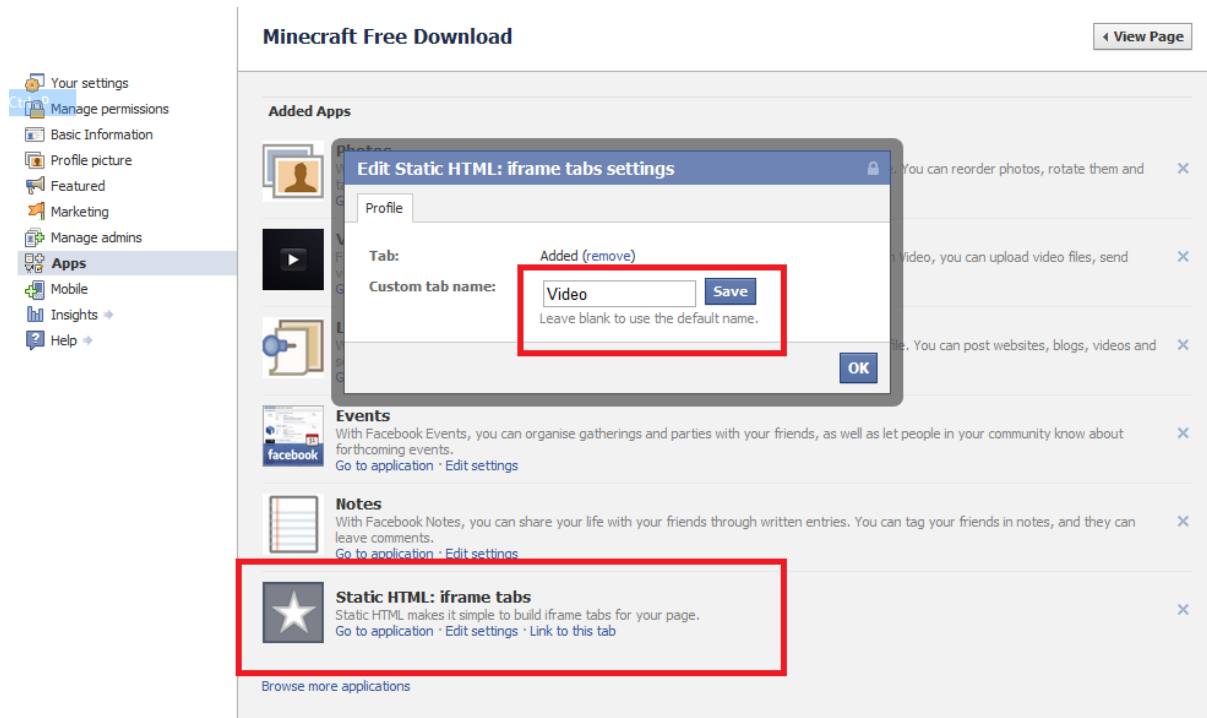 Minecraft Free Download
View Page
Your settings
Manage permissions
Basic Information
Profile picture
Featured
Marketing
Manage admins
Apps
Mobile
Insights
Help
Added Apps
Photos
. You can reorder photos, rotate them and
Video, you can upload video files, send
file. You can post websites, blogs, videos and
Edit Static HTML: iframe tabs settings
Profile
Tab: Added (remove)
Custom tab name: Video Save
Leave blank to use the default name.
OK
Events
With Facebook Events, you can organise gatherings and parties with your friends, as well as let people in your community know about
forthcoming events.
Go to application · Edit settings
facebook
Notes
With Facebook Notes, you can share your life with your friends through written entries. You can tag your friends in notes, and they can
leave comments.
Go to application · Edit settings
Static HTML: iframe tabs
Static HTML makes it simple to build iframe tabs for your page.
Go to application · Edit settings · Link to this tab
Browse more applications